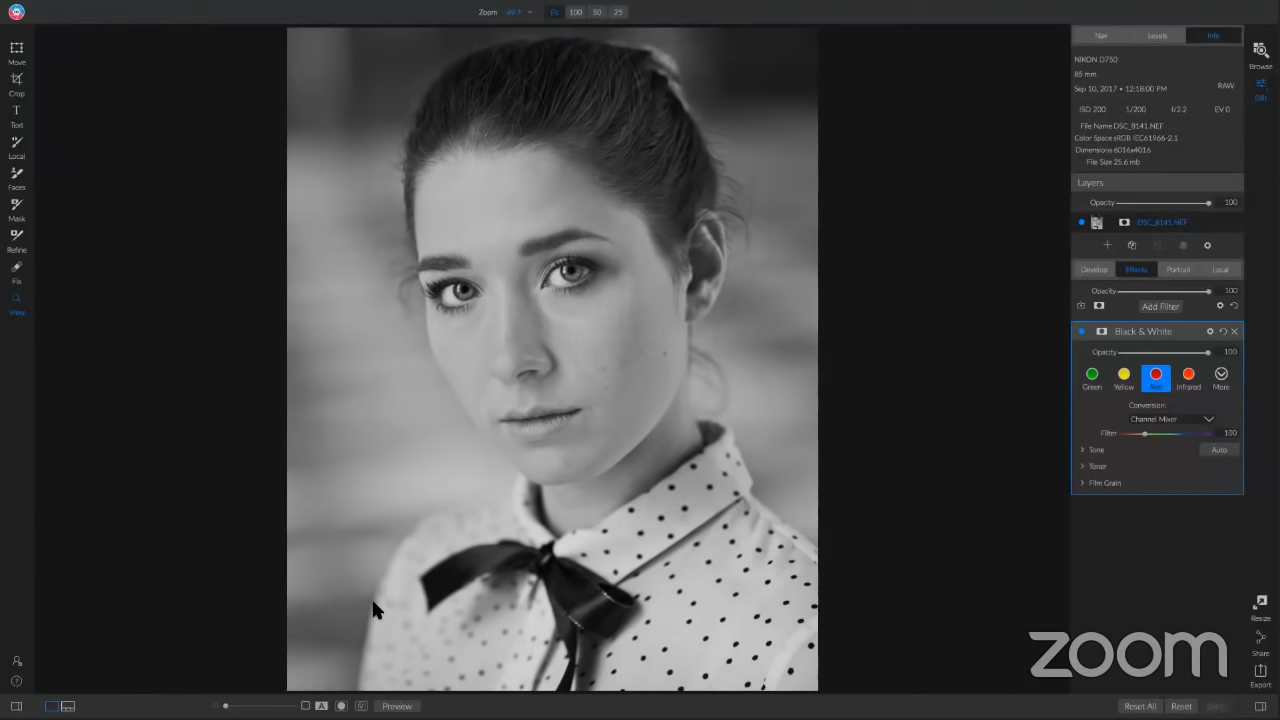 Zoom 49.7 Fit 100 50 25
Move
Crop
Text
Local
Faces
Mask
Refine
Fix
View
Nav Levels Info
NIKON D750
85 mm
Sep 10, 2017 • 12:18:00 PM RAW
ISO 200 1/200 f/2.2 EV 0
File Name DSC_8141.NEF
Color Space sRGB IEC61966-2.1
Dimensions 6016x4016
File Size 25.6 mb
Layers
Opacity 100
DSC_8141.NEF
Develop Effects Portrait Local
Opacity 100
Add Filter
Black & White
Opacity 100
Green Yellow Red Infrared More
Conversion:
Channel Mixer
Filter 100
Tone Auto
Toner
Film Grain
Browse
Edit
Resize
Share
Export
zoom
A Preview
Reset All Reset